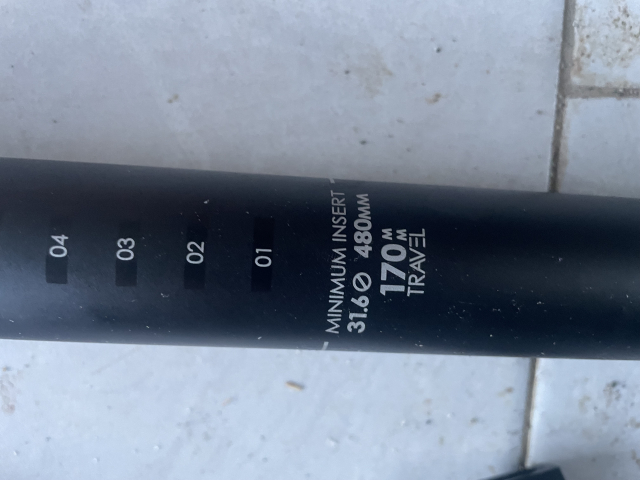 MINIMUM INSERT
31.6 ⌀ 480MM
170MM
TRAVEL
01
02
03
04